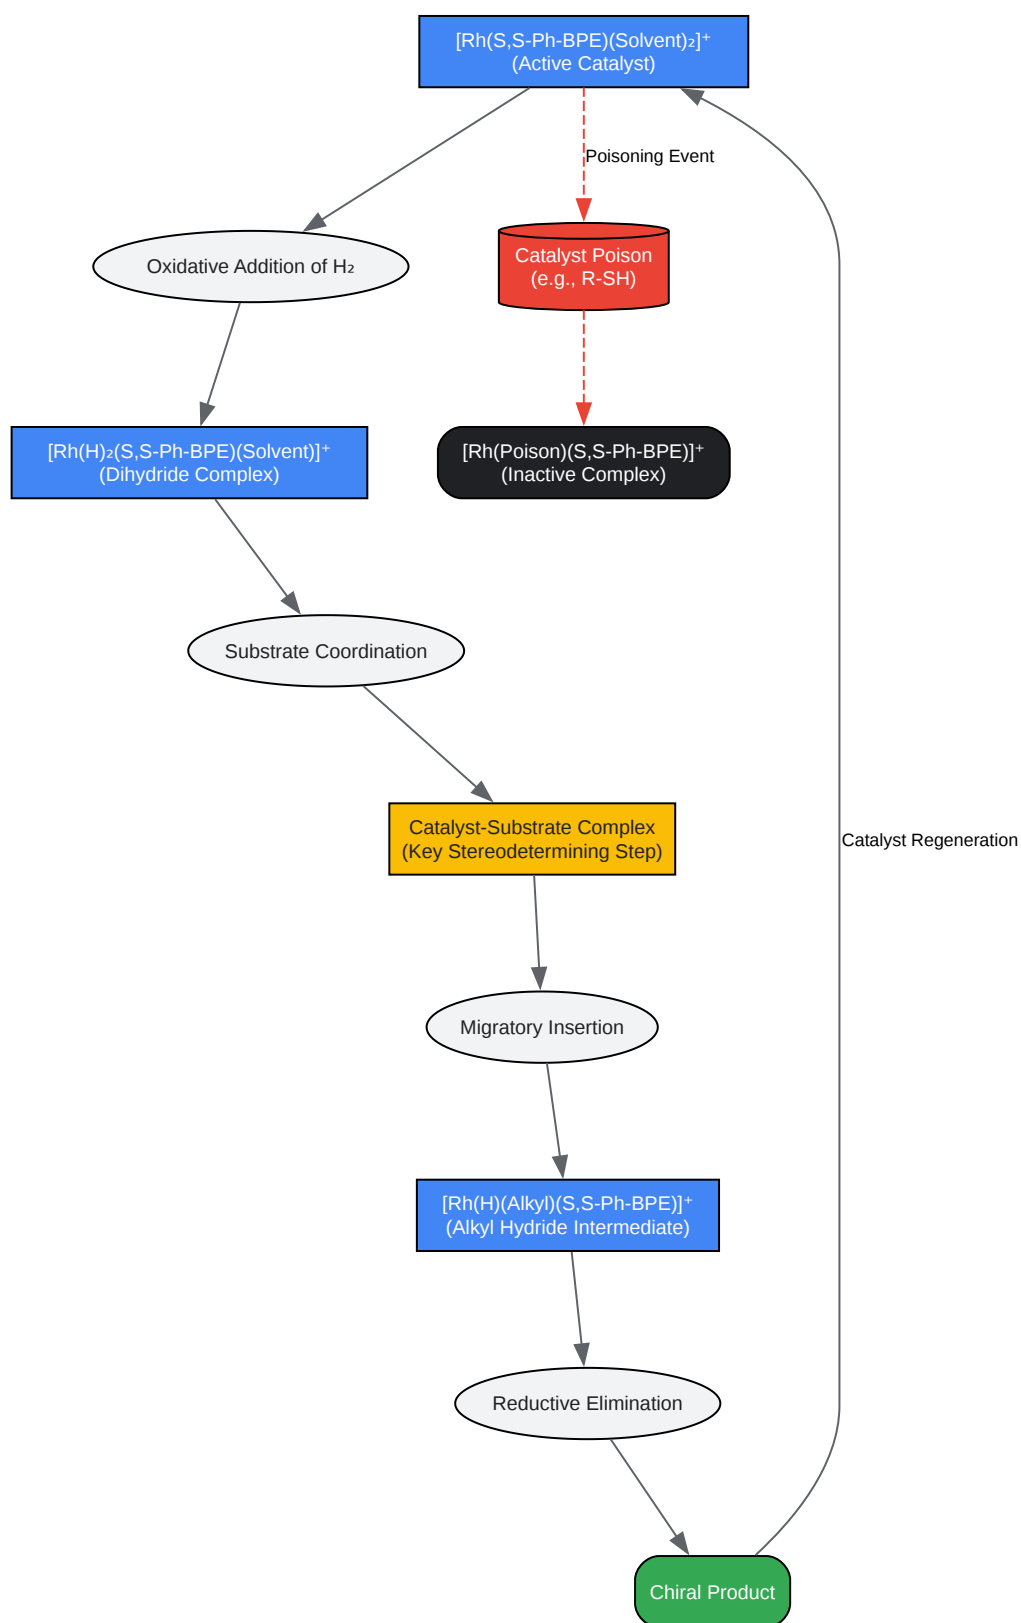 [Rh(S,S-Ph-BPE)(Solvent)₂]⁺
(Active Catalyst)
Poisoning Event
Oxidative Addition of H₂
Catalyst Poison
(e.g., R-SH)
[Rh(H)₂(S,S-Ph-BPE)(Solvent)]⁺
(Dihydride Complex)
[Rh(Poison)(S,S-Ph-BPE)]⁺
(Inactive Complex)
Substrate Coordination
Catalyst-Substrate Complex
(Key Stereodetermining Step)
Catalyst Regeneration
Migratory Insertion
[Rh(H)(Alkyl)(S,S-Ph-BPE)]⁺
(Alkyl Hydride Intermediate)
Reductive Elimination
Chiral Product